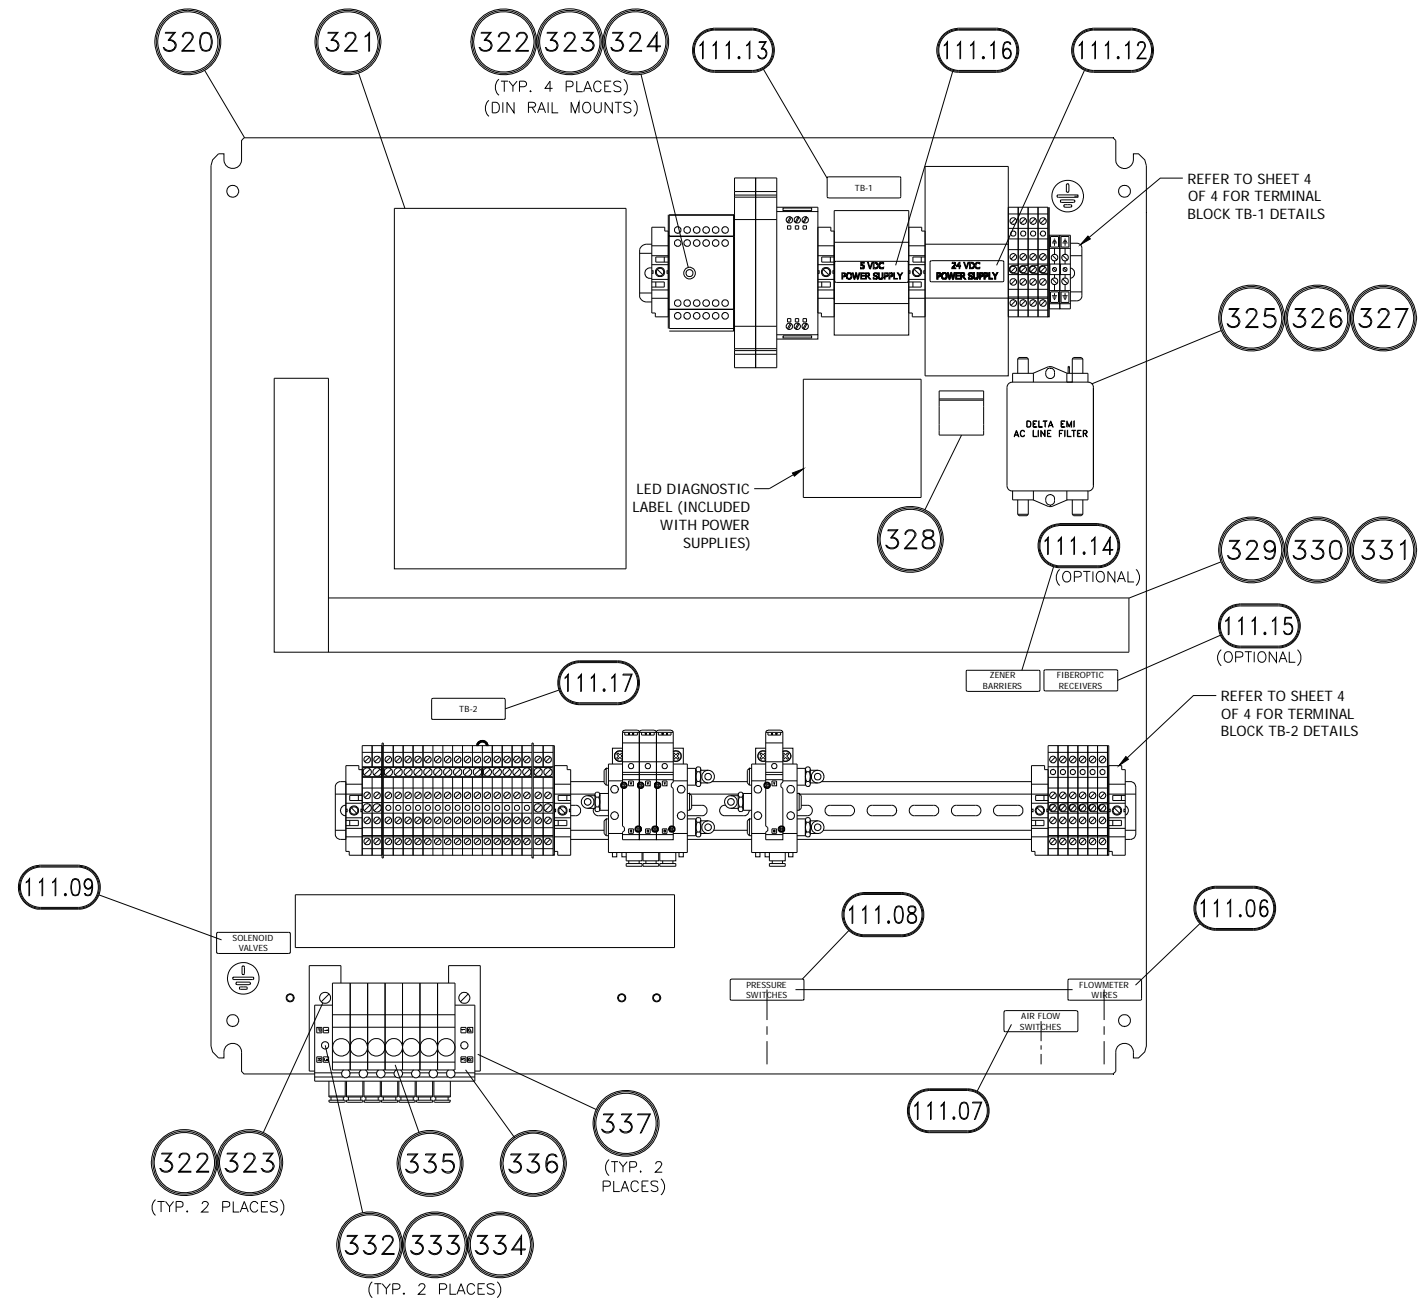 320
321
322 323 324
(TYP. 4 PLACES)
(DIN RAIL MOUNTS)
111.13
111.16
111.12
TB-1
REFER TO SHEET 4
OF 4 FOR TERMINAL
BLOCK TB-1 DETAILS
5 VDC
POWER SUPPLY
24 VDC
POWER SUPPLY
325 326 327
DELTA EMI
AC LINE FILTER
LED DIAGNOSTIC
LABEL (INCLUDED
WITH POWER
SUPPLIES)
328
111.14
(OPTIONAL)
329 330 331
111.15
(OPTIONAL)
ZENER
BARRIERS
FIBEROPTIC
RECEIVERS
111.17
TB-2
REFER TO SHEET 4
OF 4 FOR TERMINAL
BLOCK TB-2 DETAILS
111.09
SOLENOID
VALVES
111.08
111.06
PRESSURE
SWITCHES
FLOWMETER
WIRES
AIR FLOW
SWITCHES
111.07
322 323
(TYP. 2 PLACES)
335
336
337
(TYP. 2
PLACES)
332 333 334
(TYP. 2 PLACES)